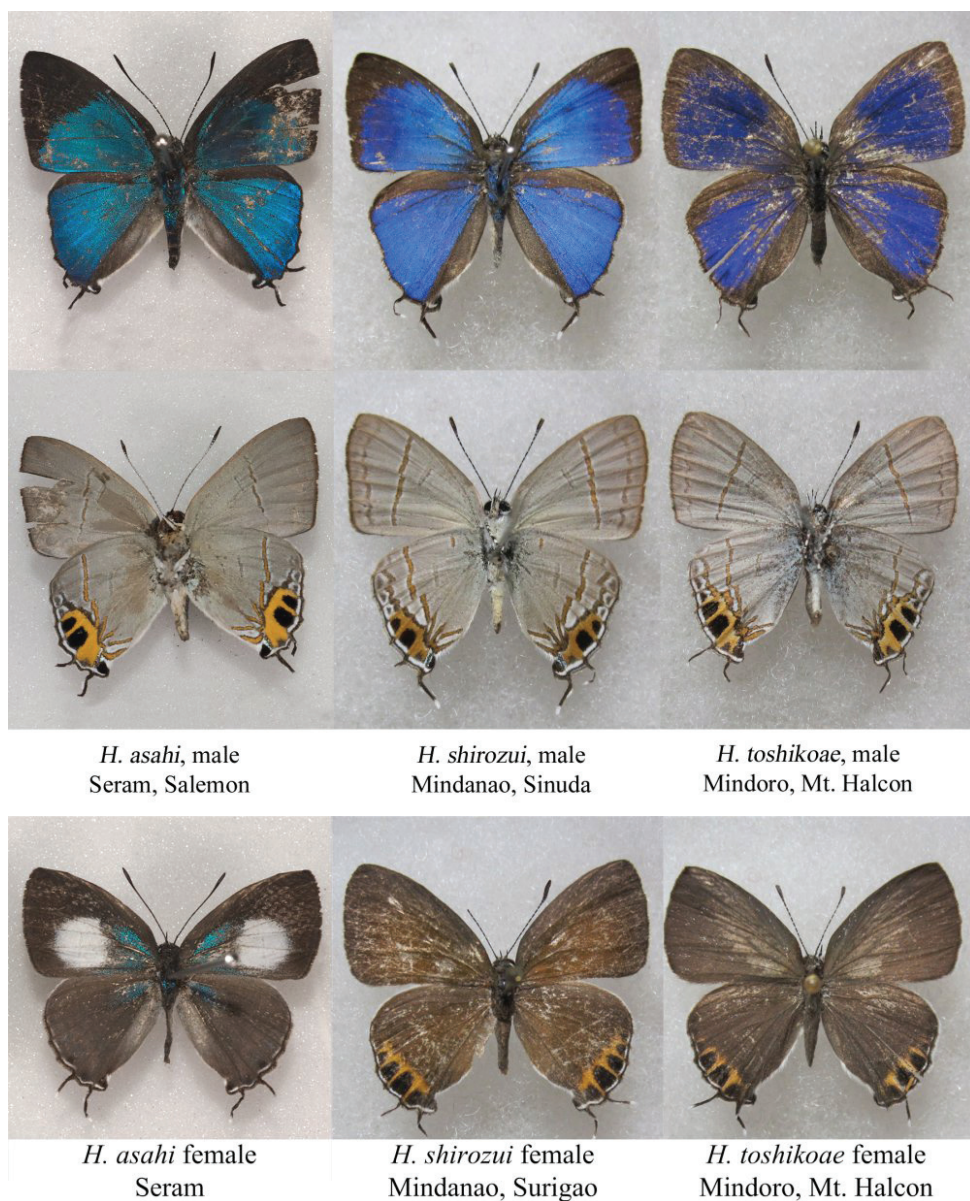 H. asahi, male
Seram, Salemon
H. shirozui, male
Mindanao, Sinuda
H. toshikoae, male
Mindoro, Mt. Halcon
H. asahi female
Seram
H. shirozui female
Mindanao, Surigao
H. toshikoae female
Mindoro, Mt. Halcon